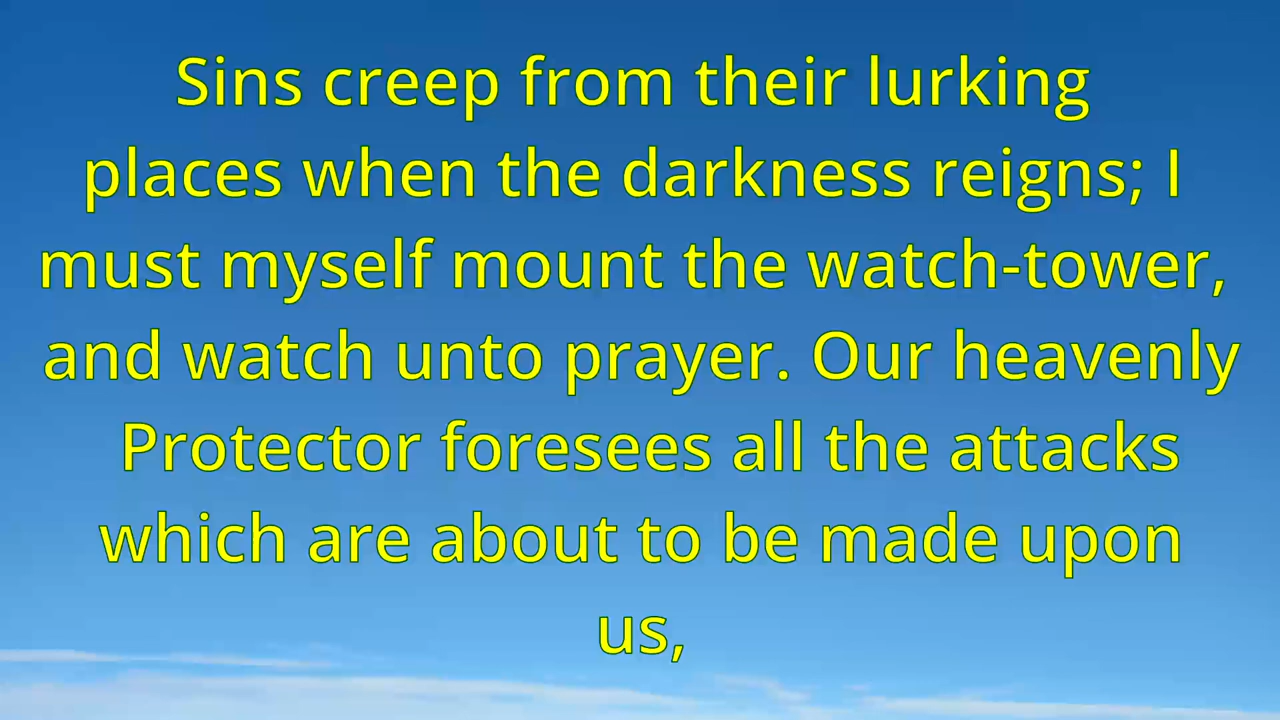 Sins creep from their lurking
places when the darkness reigns; I
must myself mount the watch-tower,
and watch unto prayer. Our heavenly
Protector foresees all the attacks
which are about to be made upon
us,